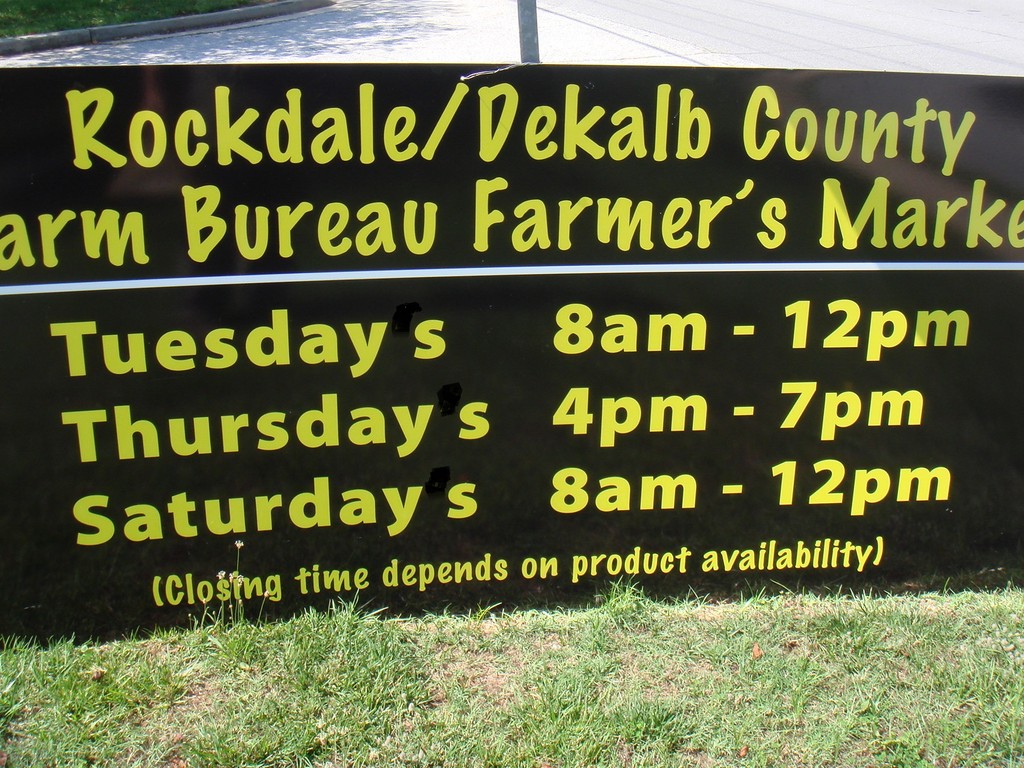 Rockdale/Dekalb County
arm Bureau Farmer's Marke
Tuesday's 8am - 12pm
Thursday's 4pm - 7pm
Saturday's 8am - 12pm
(Closing time depends on product availability)